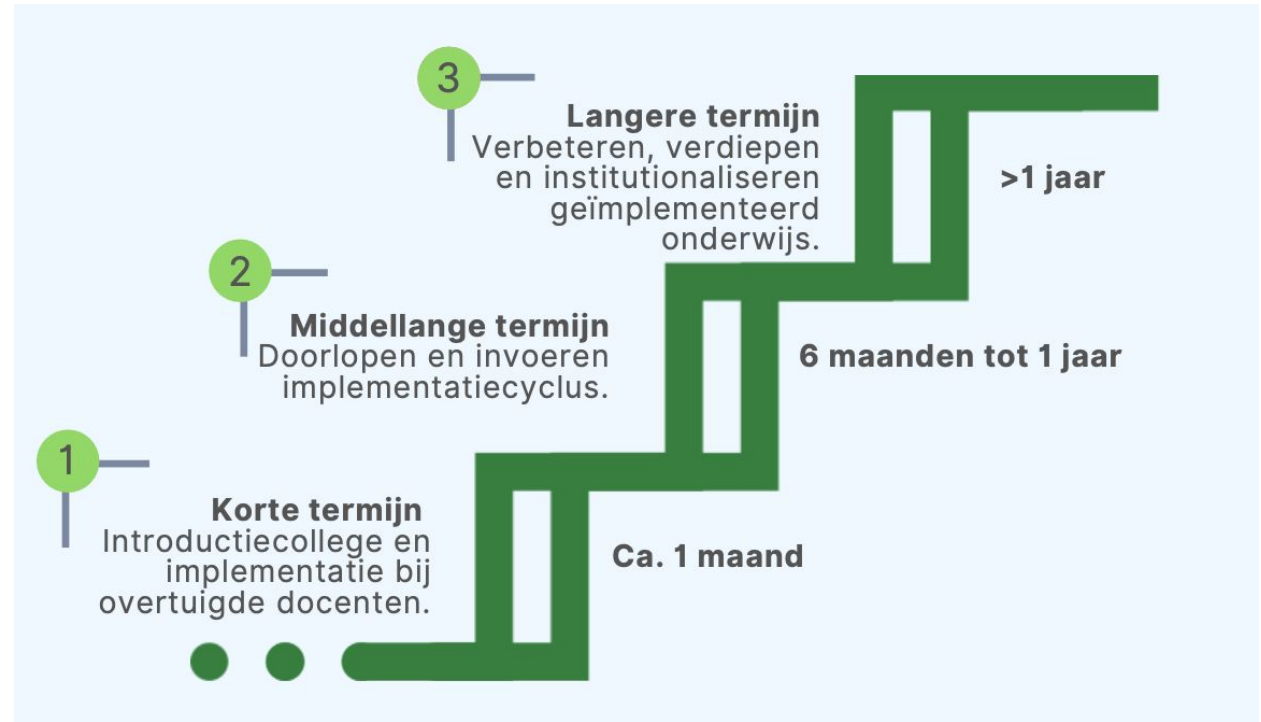 3
Langere termijn
Verbeteren, verdiepen
en institutionaliseren
geïmplementeerd
onderwijs.
>1 jaar
2
Middellange termijn
Doorlopen en invoeren
implementatiecyclus.
6 maanden tot 1 jaar
1
Korte termijn
Introductiecollege en
implementatie bij
overtuigde docenten.
Ca. 1 maand